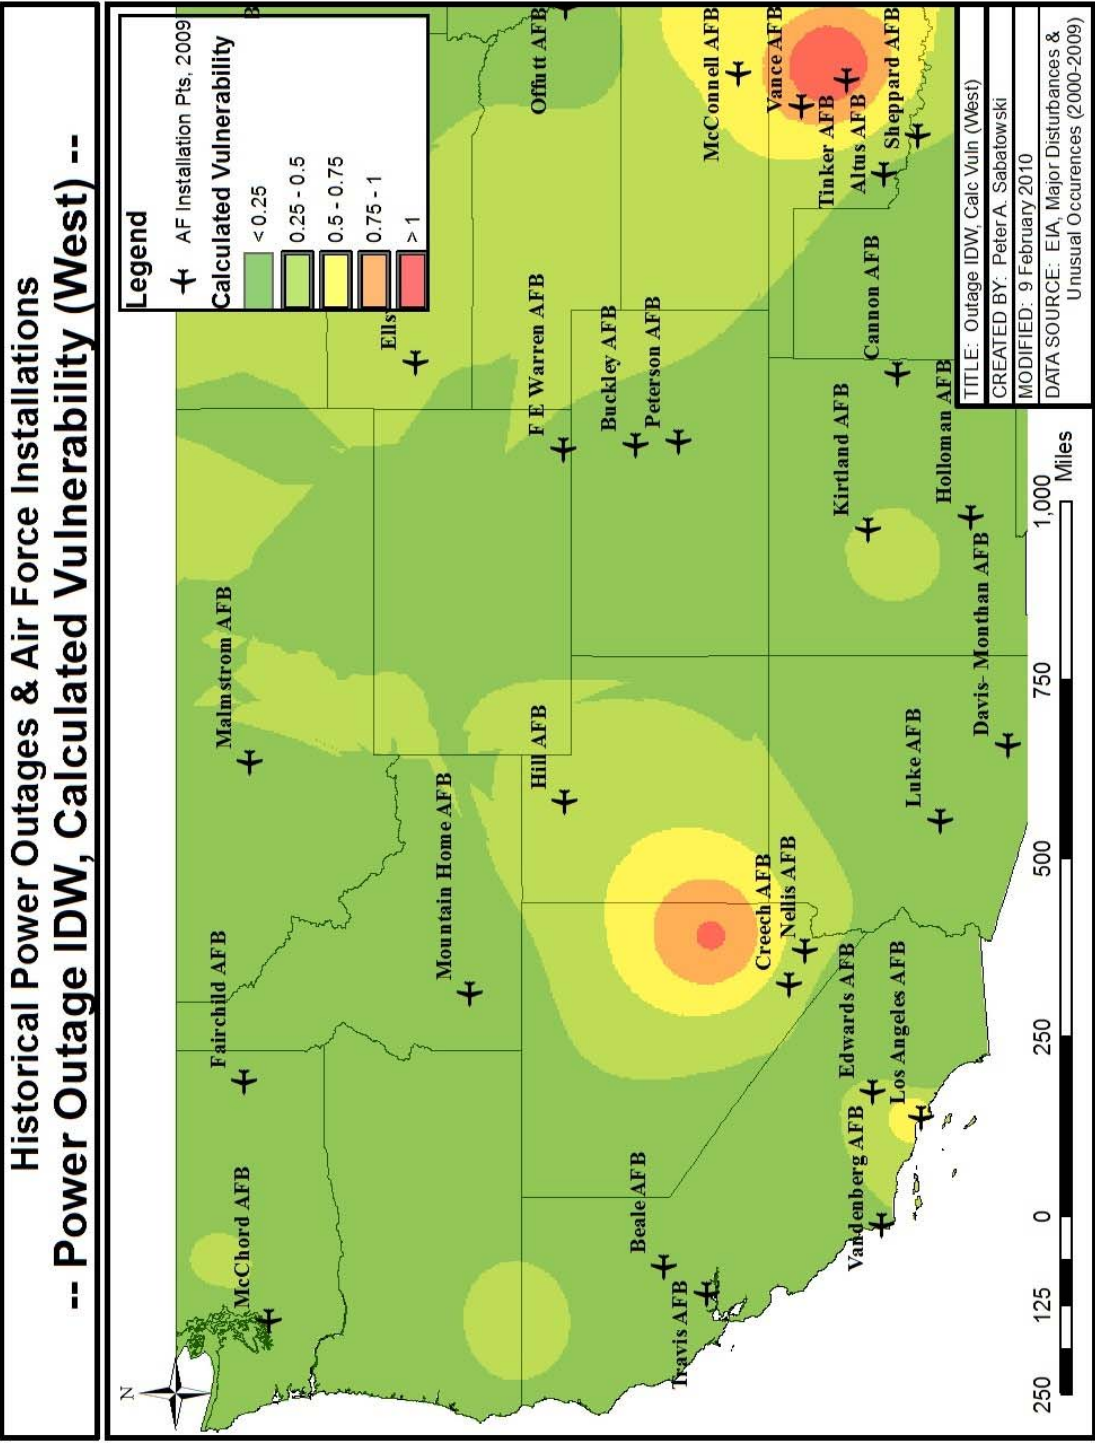 Historical Power Outages & Air Force Installations
-- Power Outage IDW, Calculated Vulnerability (West) --
N
Legend
AF Installation Pts, 2009
Calculated Vulnerability
< 0.25
0.25 - 0.5
0.5 - 0.75
0.75 - 1
> 1
McChord AFB
Fairchild AFB
Malmstrom AFB
B
Ells
Mountain Home AFB
Hill AFB
F E Warren AFB
Offutt AFB
Beale AFB
Travis AFB
Buckley AFB
Peterson AFB
McConnell AFB
Creech AFB
Nellis AFB
Vance AFB
Tinker AFB
Altus AFB
Sheppard AFB
Vandenberg AFB
Edwards AFB
Los Angeles AFB
Luke AFB
Davis- Monthan AFB
Kirtland AFB
Cannon AFB
Holloman AFB
250
125
0
250
500
750
1,000
Miles
TITLE: Outage IDW, Calc Vuln (West)
CREATED BY: Peter A. Sabatowski
MODIFIED: 9 February 2010
DATA SOURCE: EIA, Major Disturbances &
Unusual Occurences (2000-2009)